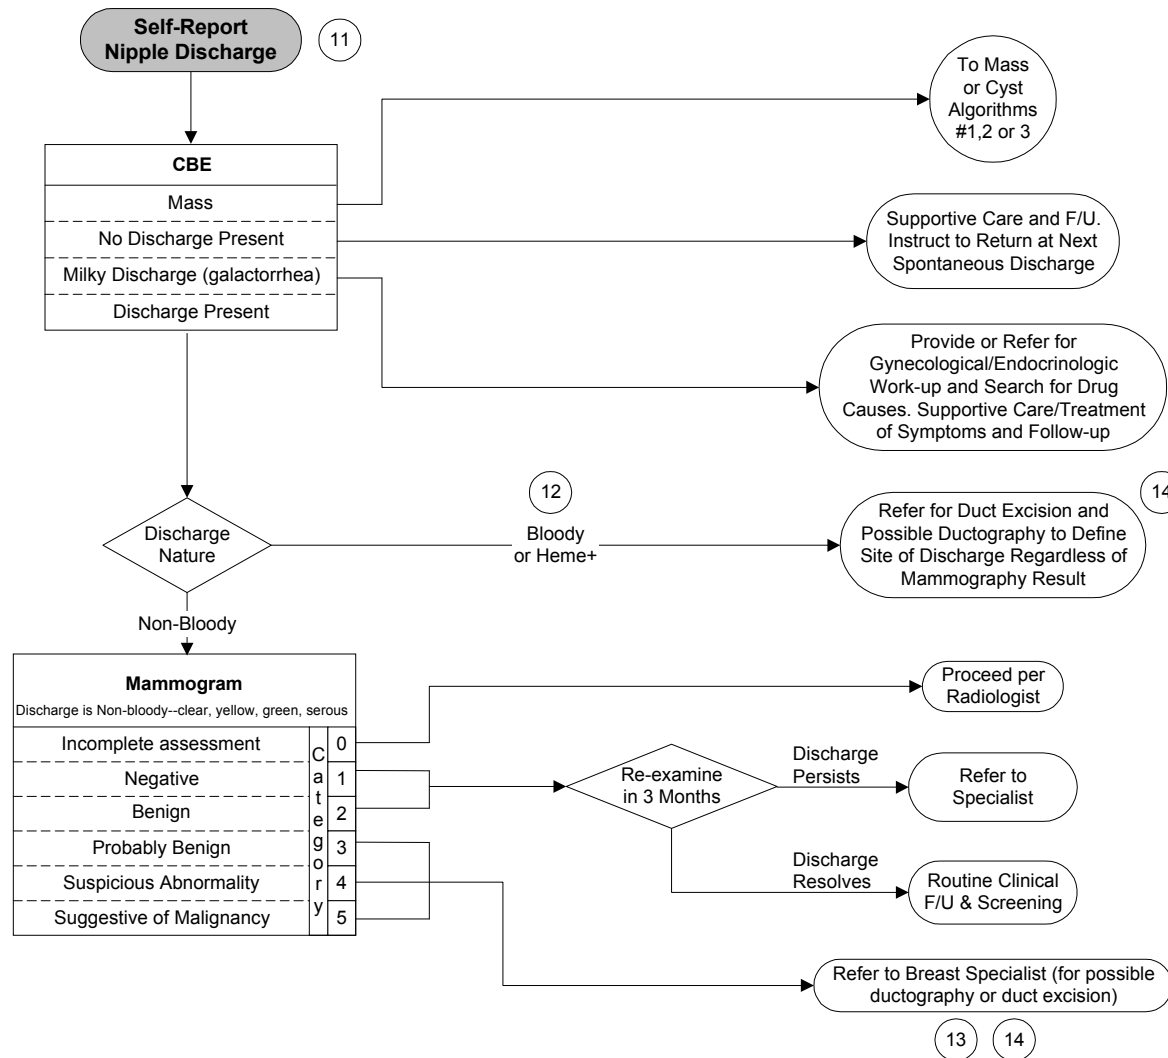 Self-Report
Nipple Discharge
11
To Mass
or Cyst
Algorithms
#1,2 or 3
CBE
Mass
No Discharge Present
Milky Discharge (galactorrhea)
Discharge Present
Supportive Care and F/U.
Instruct to Return at Next
Spontaneous Discharge
Provide or Refer for
Gynecological/Endocrinologic
Work-up and Search for Drug
Causes. Supportive Care/Treatment
of Symptoms and Follow-up
Discharge
Nature
12
Bloody
or Heme+
14
Refer for Duct Excision and
Possible Ductography to Define
Site of Discharge Regardless of
Mammography Result
Non-Bloody
Mammogram
Discharge is Non-bloody--clear, yellow, green, serous
Incomplete assessment 0
Negative 1
Benign 2
Probably Benign 3
Suspicious Abnormality 4
Suggestive of Malignancy 5
Category
Proceed per
Radiologist
Re-examine
in 3 Months
Discharge
Persists
Refer to
Specialist
Discharge
Resolves
Routine Clinical
F/U & Screening
Refer to Breast Specialist (for possible
ductography or duct excision)
13
14